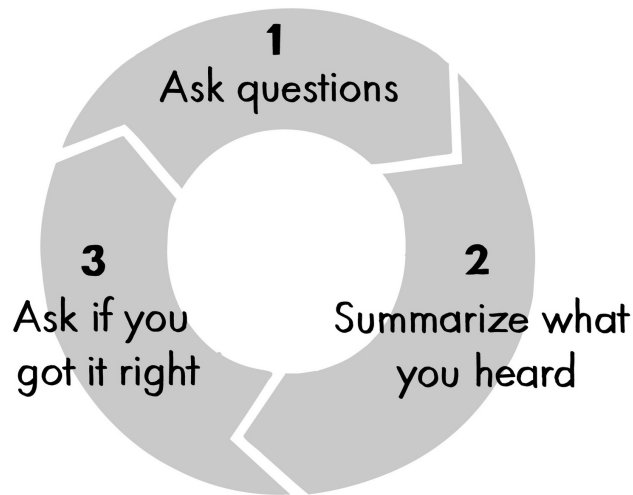 1
Ask questions
2
Summarize what
you heard
3
Ask if you
got it right